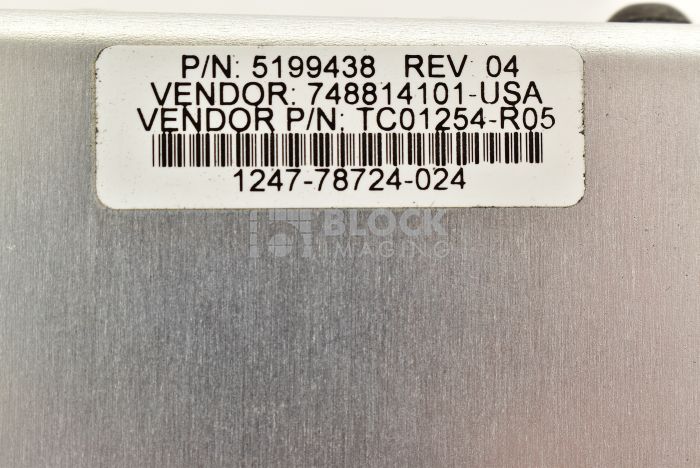 P/N: 5199438 REV 04
VENDOR: 748814101-USA
VENDOR P/N: TC01254-R05
1247-78724-024
BLOCK
IMAGING